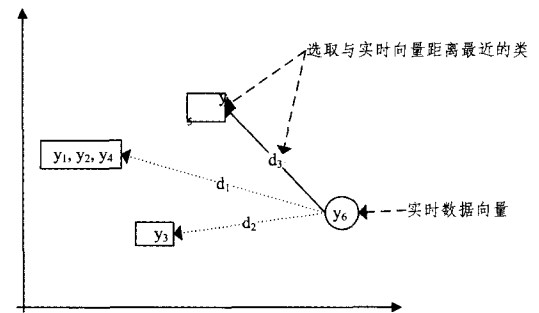 选取与实时向量距离最近的类
y
5
y₁, y₂, y₄
d₃
d₁
y₃
d₂
y₆
实时数据向量